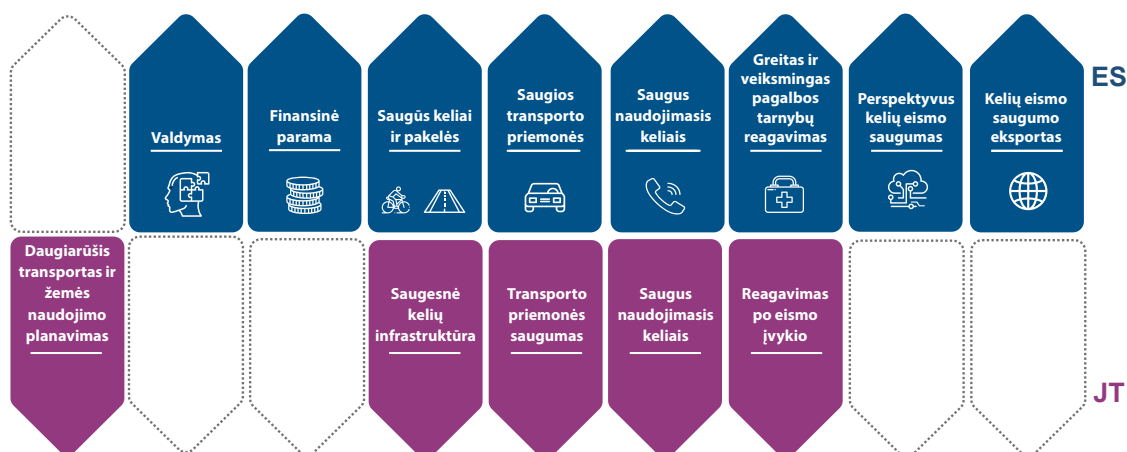 Valdymas
Finansinė
parama
Saugūs keliai
ir pakelės
Saugios
transporto
priemonės
Saugus
naudojimasis
keliais
Greitas ir
veiksmingas
pagalbos
tarnybų
reagavimas
Perspektyvus
kelių eismo
saugumas
Kelių eismo
saugumo
eksportas
ES
Daugiarūšis
transportas ir
žemės
naudojimo
planavimas
Saugesnė
kelių
infrastruktūra
Transporto
priemonės
saugumas
Saugus
naudojimasis
keliais
Reagavimas
po eismo
įvykio
JT